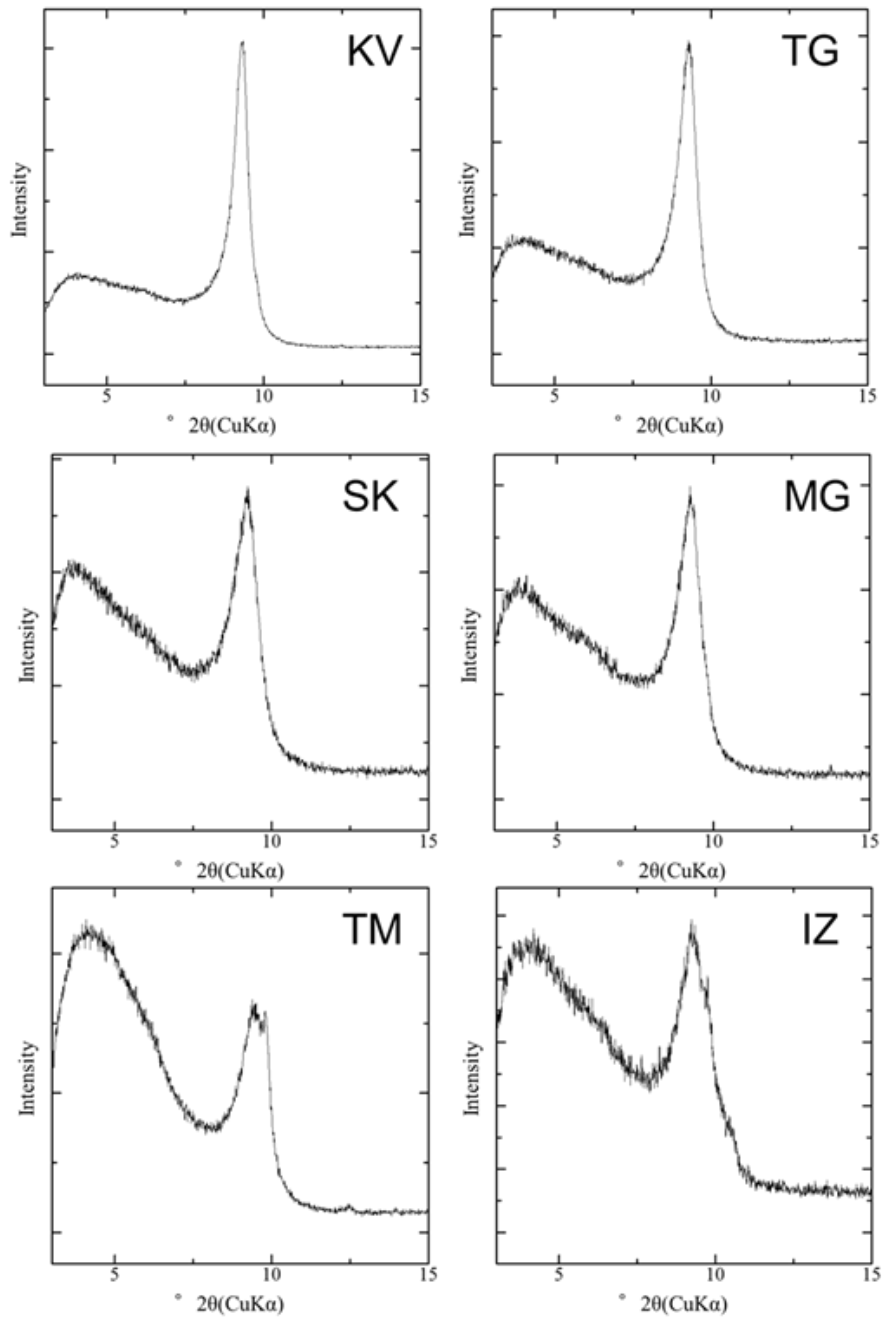 KV
Intensity
5
10
15
° 2θ(CuKα)
TG
Intensity
5
10
15
° 2θ(CuKα)
SK
Intensity
5
10
15
° 2θ(CuKα)
MG
Intensity
5
10
15
° 2θ(CuKα)
TM
Intensity
5
10
15
° 2θ(CuKα)
IZ
Intensity
5
10
15
° 2θ(CuKα)